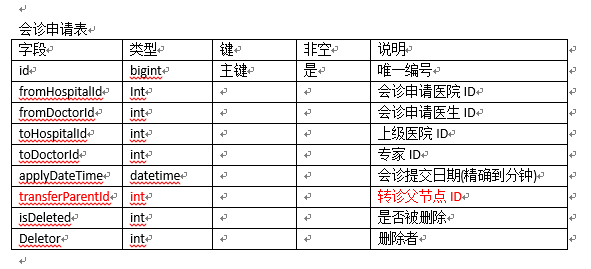 会诊申请表
字段 类型 键 非空 说明
id bigint 主键 是 唯一编号
fromHospitalId Int 会诊申请医院 ID
fromDoctorId int 会诊申请医生 ID
toHospitalId int 上级医院 ID
toDoctorId int 专家 ID
applyDateTime datetime 会诊提交日期(精确到分钟)
transferParentId int 转诊父节点 ID
isDeleted int 是否被删除
Deletor int 删除者